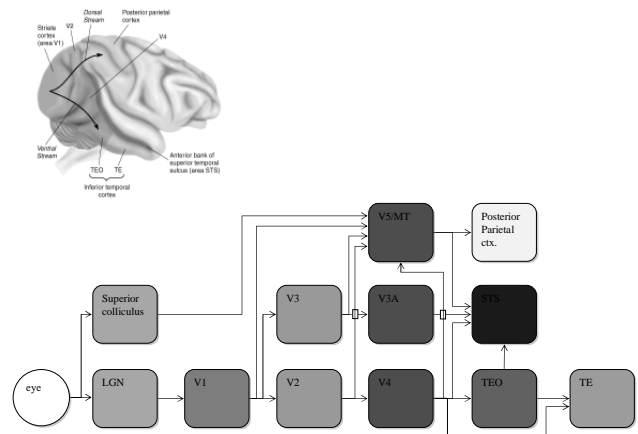 Dorsal
Stream
Posterior parietal
cortex
V2
Striate
cortex
(area V1)
V4
Ventral
Stream
TEO
TE
Anterior bank of
superior temporal
sulcus (area STS)
Inferior temporal
cortex
V5/MT
Posterior
Parietal
ctx.
Superior
colliculus
V3
V3A
STS
eye
LGN
V1
V2
V4
TEO
TE